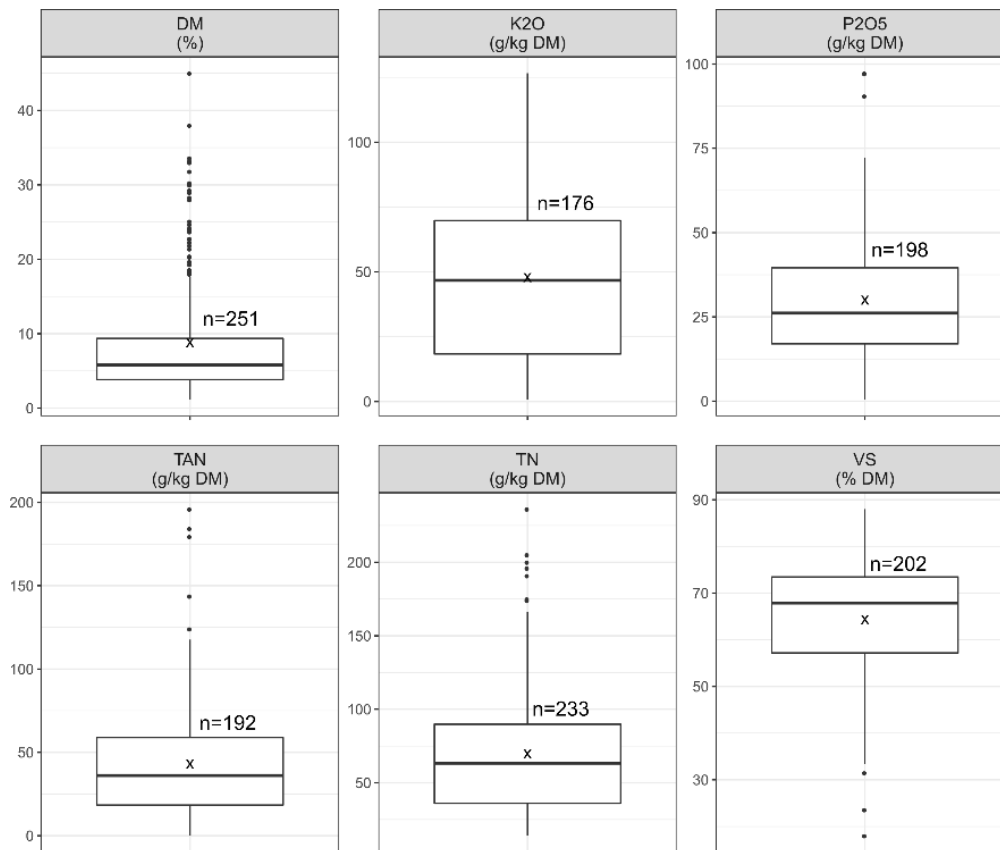 DM
(%)
40
30
20
10
0
n=251
K2O
(g/kg DM)
100
50
0
n=176
x
P2O5
(g/kg DM)
100
75
50
25
0
n=198
x
TAN
(g/kg DM)
200
150
100
50
0
n=192
x
TN
(g/kg DM)
200
150
100
50
n=233
x
VS
(% DM)
90
70
50
30
n=202
x